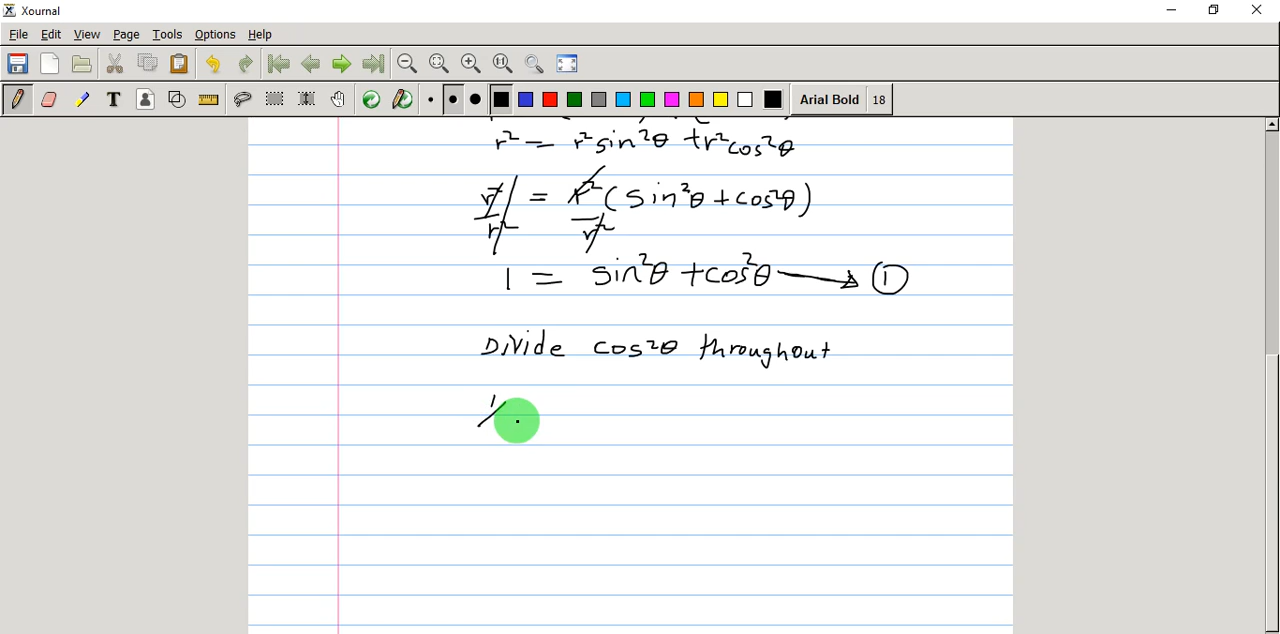 Xournal
File Edit View Page Tools Options Help
Arial Bold 18
r² = r²sin²θ + r²cos²θ
r²/r² = r²/r² (sin²θ + cos²θ)
1 = sin²θ + cos²θ → ①
Divide cos²θ throughout
1/